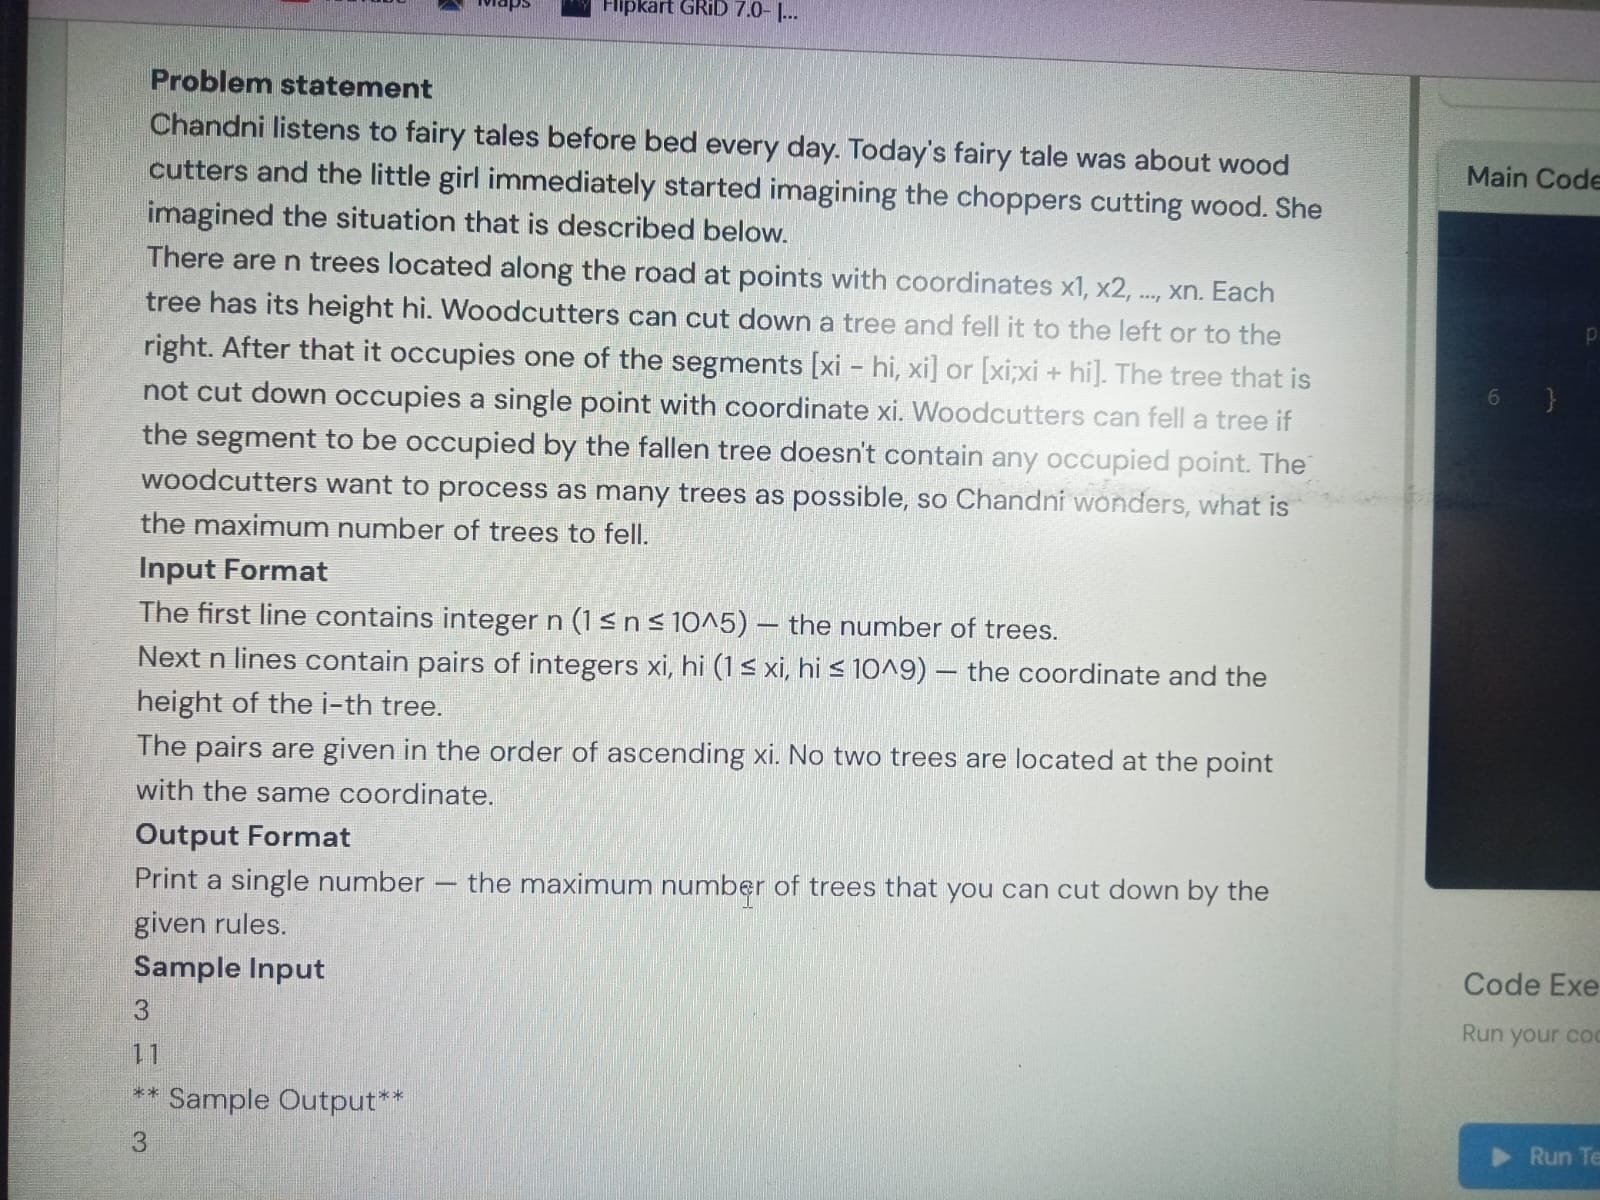 Maps
Flipkart GRiD 7.0- |...
Problem statement
Chandni listens to fairy tales before bed every day. Today's fairy tale was about wood
cutters and the little girl immediately started imagining the choppers cutting wood. She
imagined the situation that is described below.
There are n trees located along the road at points with coordinates x1, x2, ..., xn. Each
tree has its height hi. Woodcutters can cut down a tree and fell it to the left or to the
right. After that it occupies one of the segments [xi - hi, xi] or [xi;xi + hi]. The tree that is
not cut down occupies a single point with coordinate xi. Woodcutters can fell a tree if
the segment to be occupied by the fallen tree doesn't contain any occupied point. The
woodcutters want to process as many trees as possible, so Chandni wonders, what is
the maximum number of trees to fell.
Input Format
The first line contains integer n (1 ≤ n ≤ 10^5) — the number of trees.
Next n lines contain pairs of integers xi, hi (1 ≤ xi, hi ≤ 10^9) — the coordinate and the
height of the i-th tree.
The pairs are given in the order of ascending xi. No two trees are located at the point
with the same coordinate.
Output Format
Print a single number — the maximum number of trees that you can cut down by the
given rules.
Sample Input
3
1 1
** Sample Output**
3
Main Code
p
6 }
Code Exe
Run your
Run Te